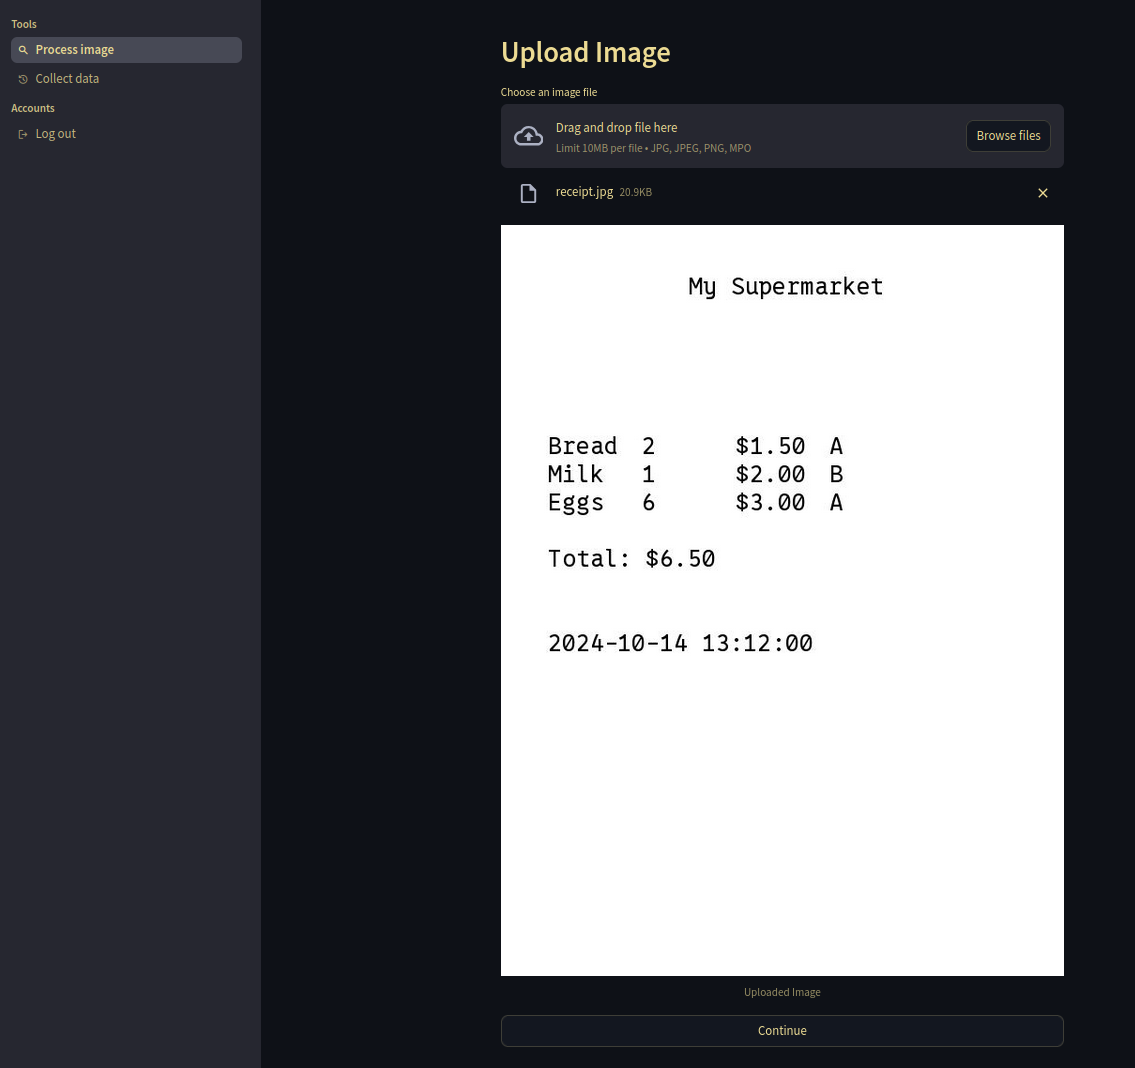 Tools
Process image
Collect data
Accounts
Log out
Upload Image
Choose an image file
Drag and drop file here
Limit 10MB per file • JPG, JPEG, PNG, MPO
Browse files
receipt.jpg 20.9KB
My Supermarket
Bread 2 $1.50 A
Milk 1 $2.00 B
Eggs 6 $3.00 A
Total: $6.50
2024-10-14 13:12:00
Uploaded Image
Continue